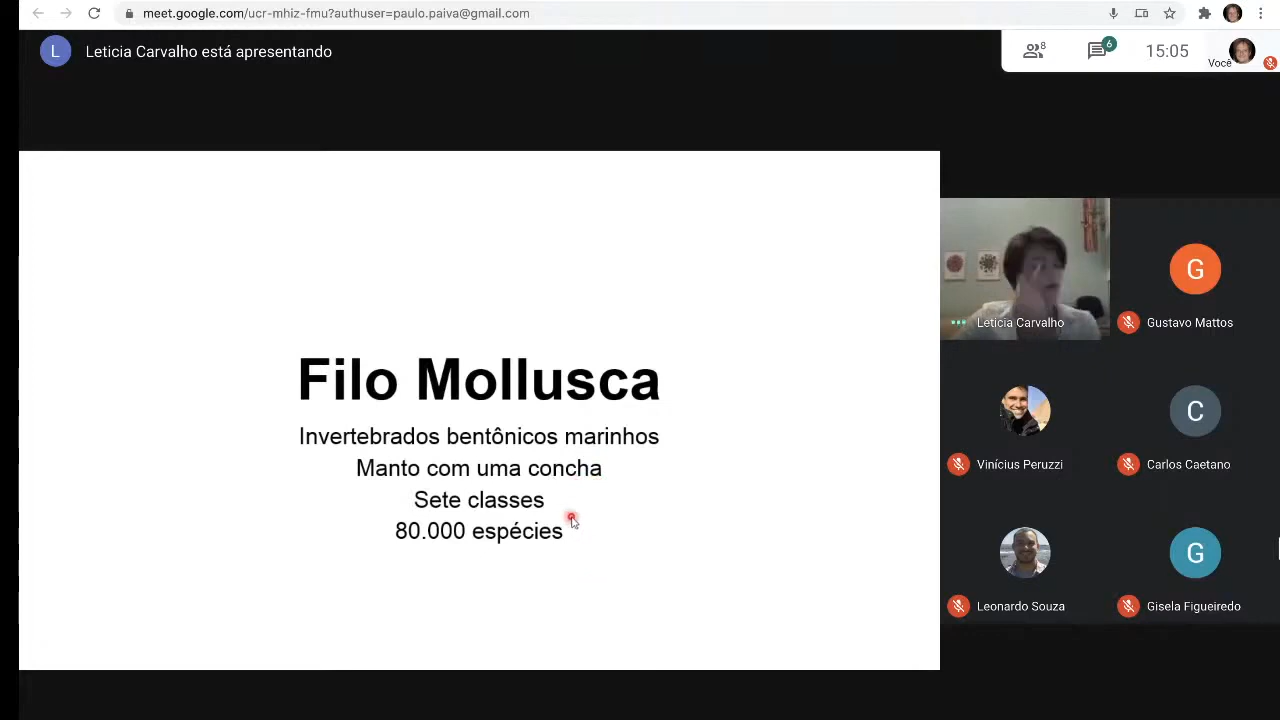 meet.google.com/ucr-mhiz-fmu?authuser=paulo.paiva@gmail.com
L
Leticia Carvalho está apresentando
8
6
15:05
Você
Filo Mollusca
Invertebrados bentônicos marinhos
Manto com uma concha
Sete classes
80.000 espécies
Leticia Carvalho
G
Gustavo Mattos
Vinícius Peruzzi
C
Carlos Caetano
Leonardo Souza
G
Gisela Figueiredo